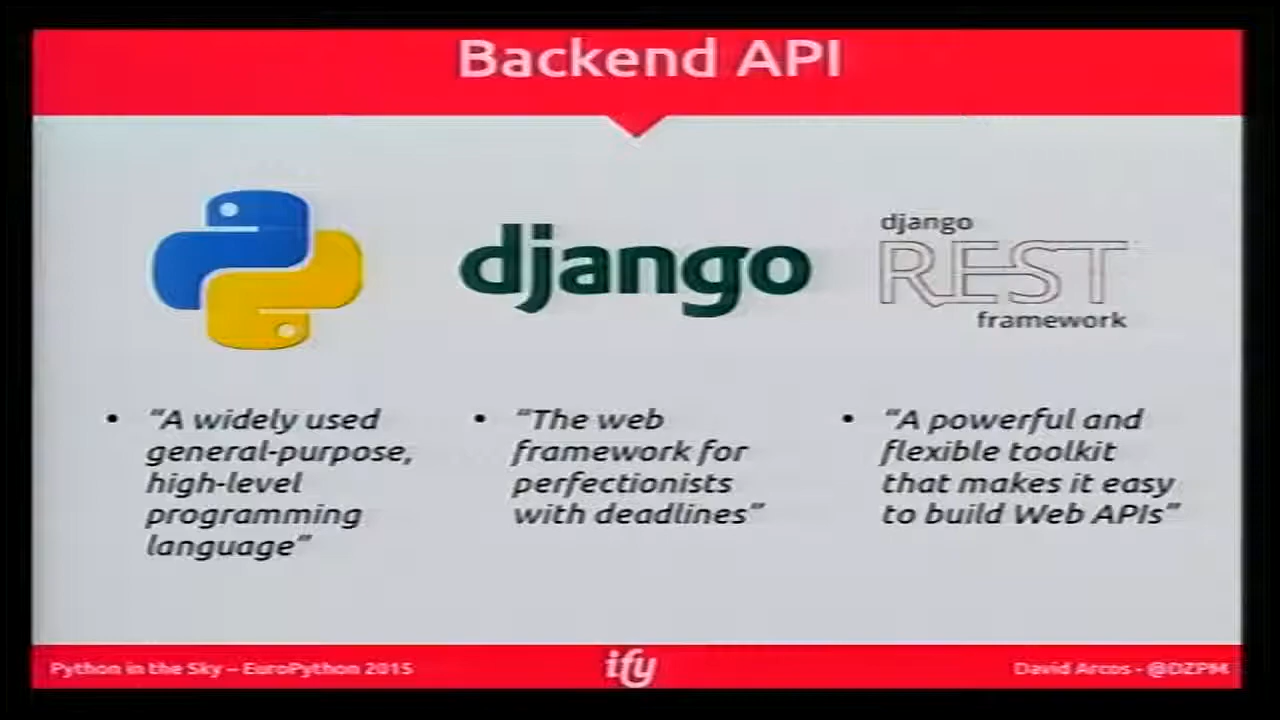 Backend API
django
django
REST
framework
• “A widely used
general-purpose,
high-level
programming
language”
• “The web
framework for
perfectionists
with deadlines”
• “A powerful and
flexible toolkit
that makes it easy
to build Web APIs”
Python in the Sky – EuroPython 2015
ify
David Arcos - @DZPM